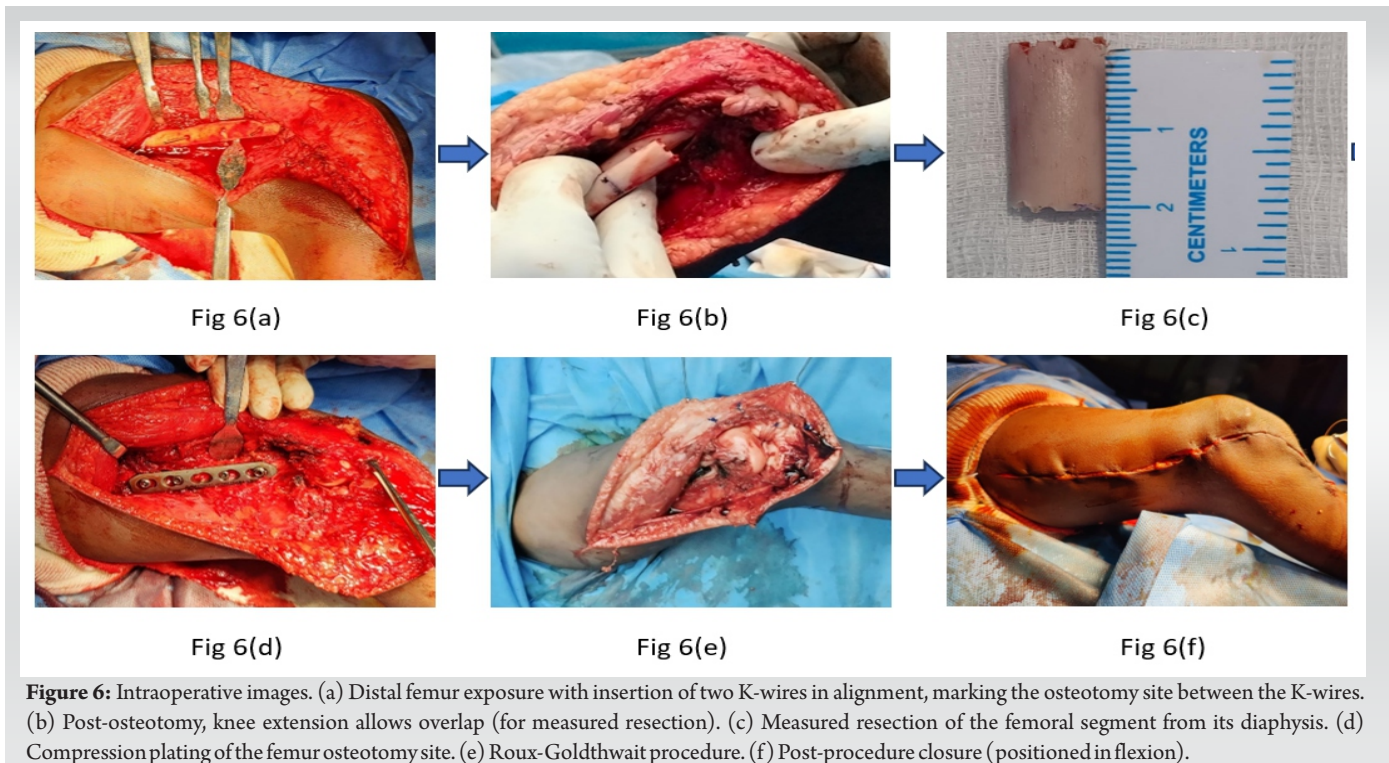 1
2
CENTIMETERS
1
Fig 6(a)
Fig 6(b)
Fig 6(c)
Fig 6(d)
Fig 6(e)
Fig 6(f)
Figure 6: Intraoperative images. (a) Distal femur exposure with insertion of two K-wires in alignment, marking the osteotomy site between the K-wires.
(b) Post-osteotomy, knee extension allows overlap (for measured resection). (c) Measured resection of the femoral segment from its diaphysis. (d)
Compression plating of the femur osteotomy site. (e) Roux-Goldthwait procedure. (f) Post-procedure closure (positioned in flexion).